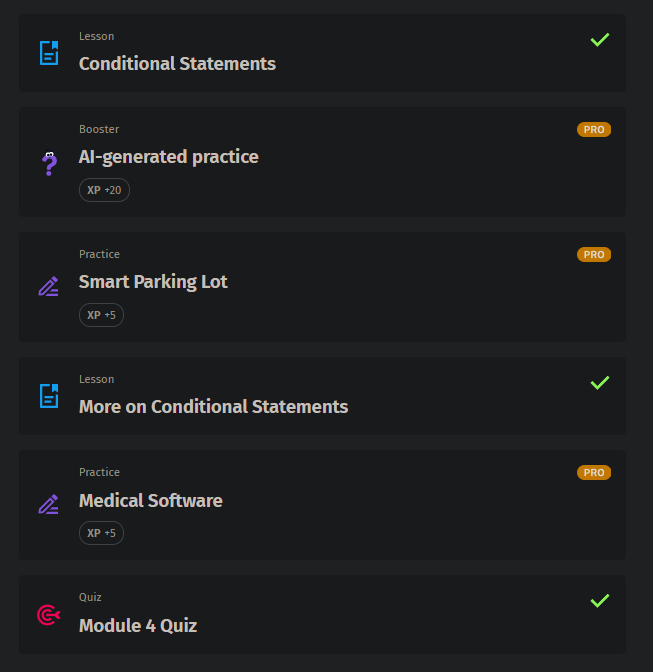 Lesson
Conditional Statements
Booster
PRO
AI-generated practice
XP +20
Practice
PRO
Smart Parking Lot
XP +5
Lesson
More on Conditional Statements
Practice
PRO
Medical Software
XP +5
Quiz
Module 4 Quiz